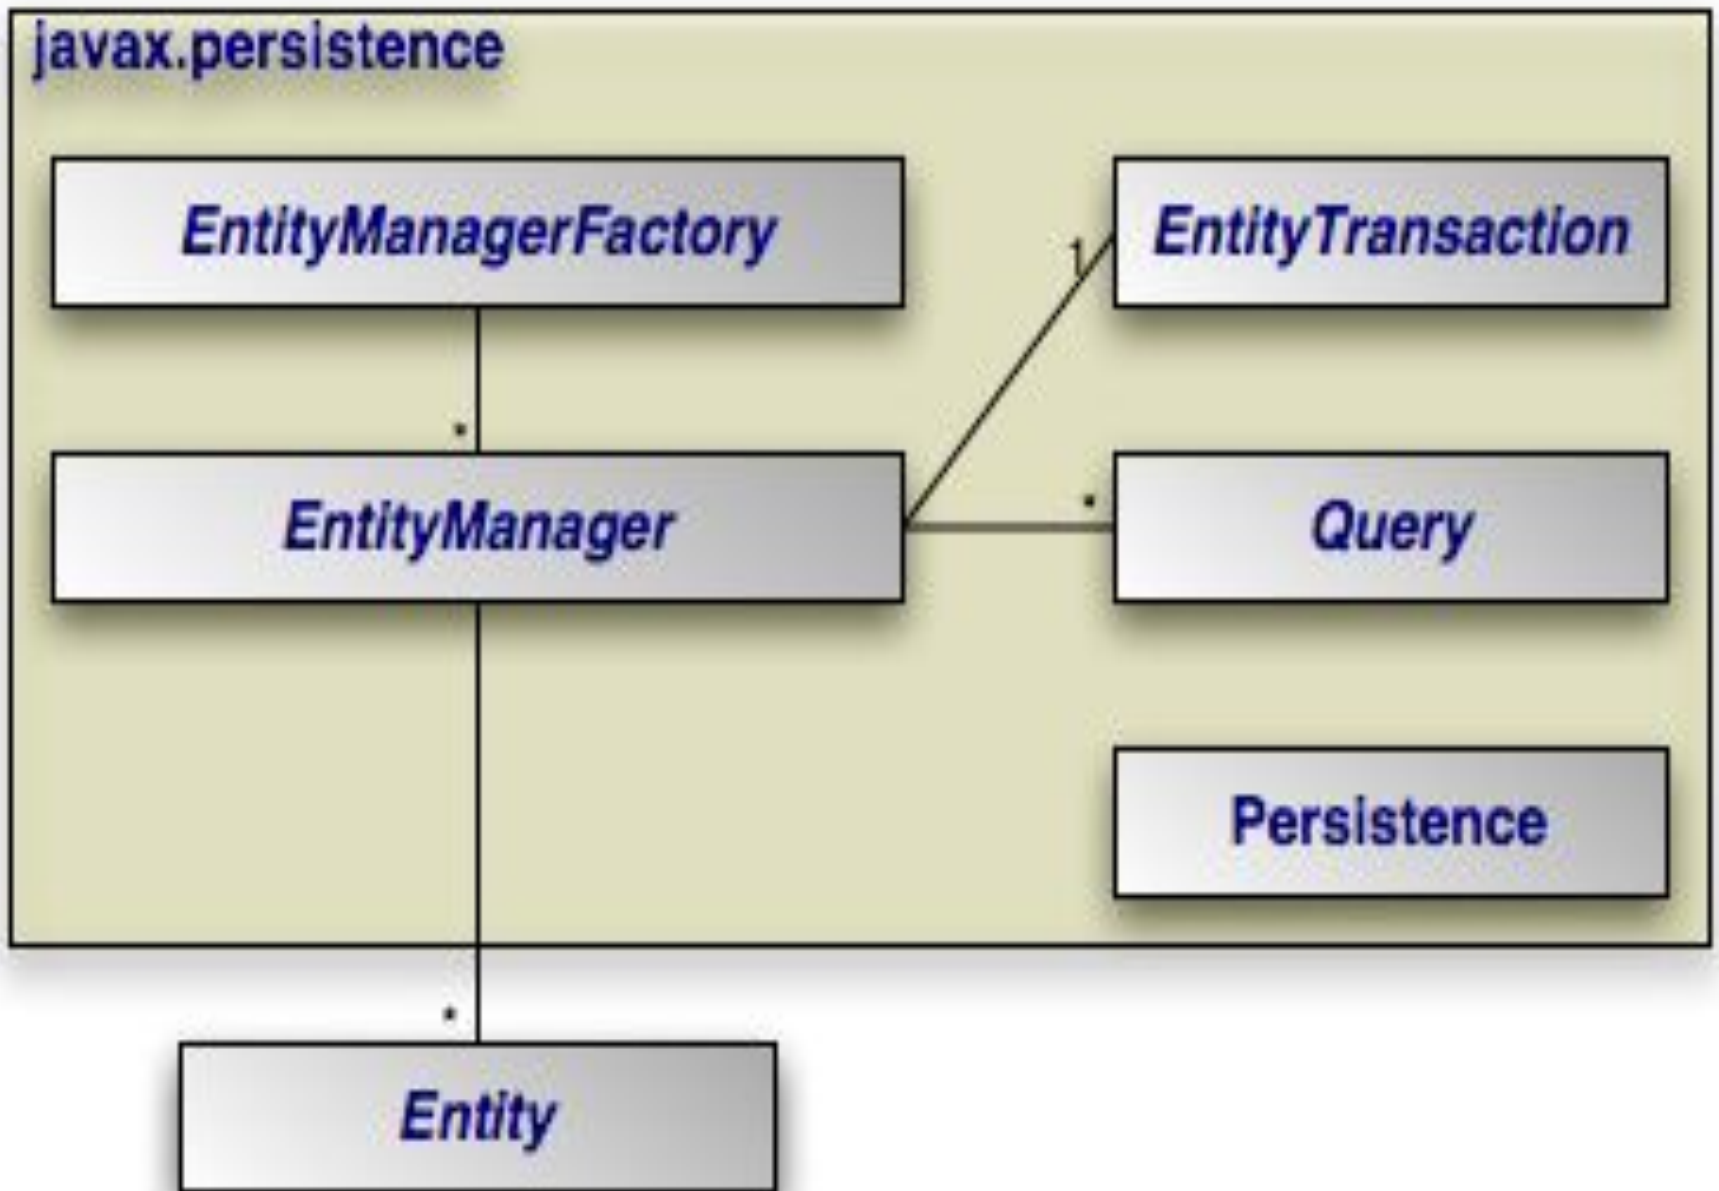 javax.persistence
EntityManagerFactory
1
EntityTransaction
*
EntityManager
*
Query
Persistence
*
Entity